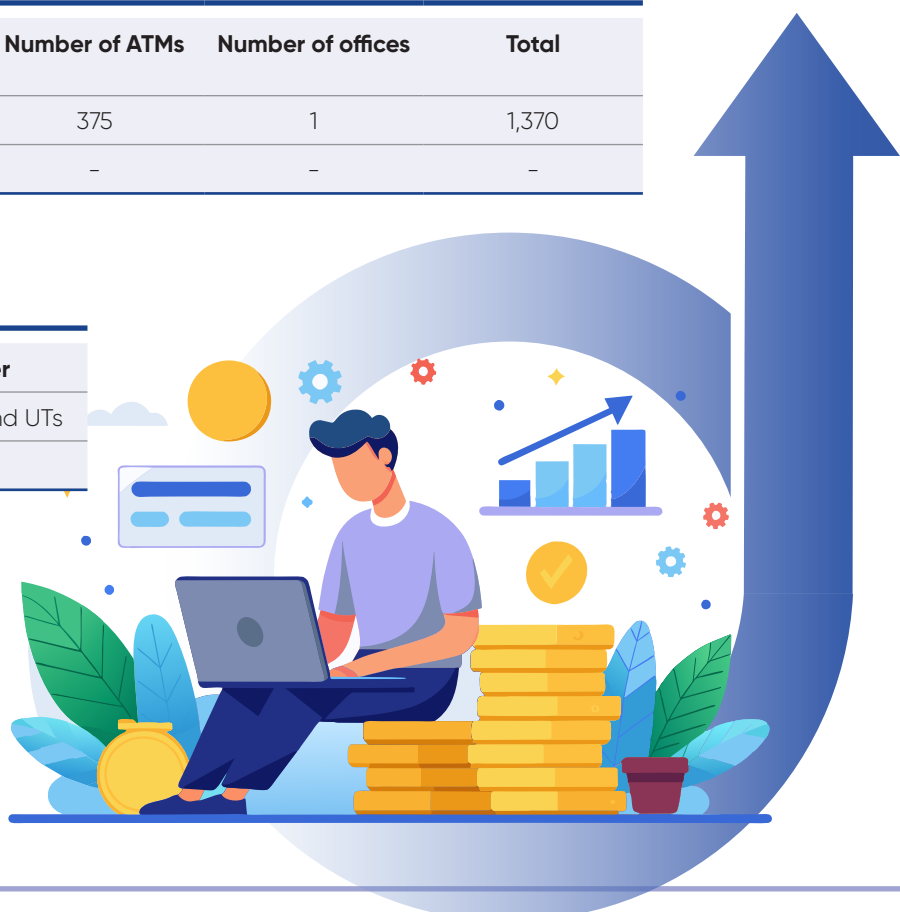 Number of ATMs Number of offices Total
375 1 1,370
– – –
UTs